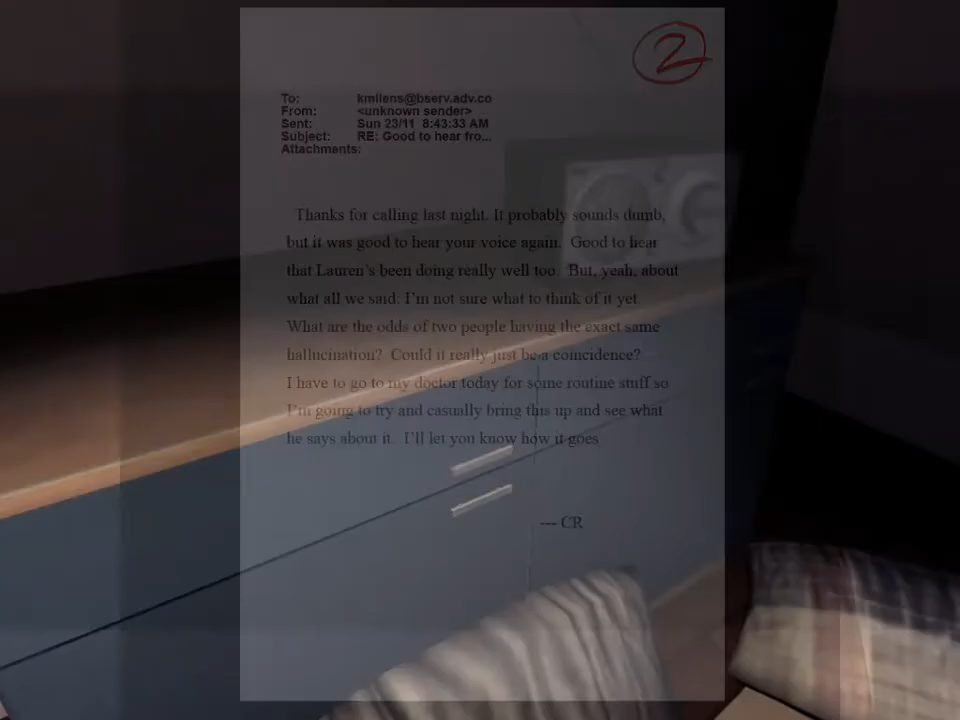 2
To: kmllens@bserv.adv.co
From: <unknown sender>
Sent: Sun 23/11 8:43:33 AM
Subject: RE: Good to hear fro...
Attachments:
Thanks for calling last night. It probably sounds dumb,
but it was good to hear your voice again. Good to hear
that Lauren's been doing really well too. But, yeah, about
what all we said: I'm not sure what to think of it yet.
What are the odds of two people having the exact same
hallucination? Could it really just be a coincidence?
I have to go to my doctor today for some routine stuff so
I'm going to try and casually bring this up and see what
he says about it. I'll let you know how it goes
--- CR